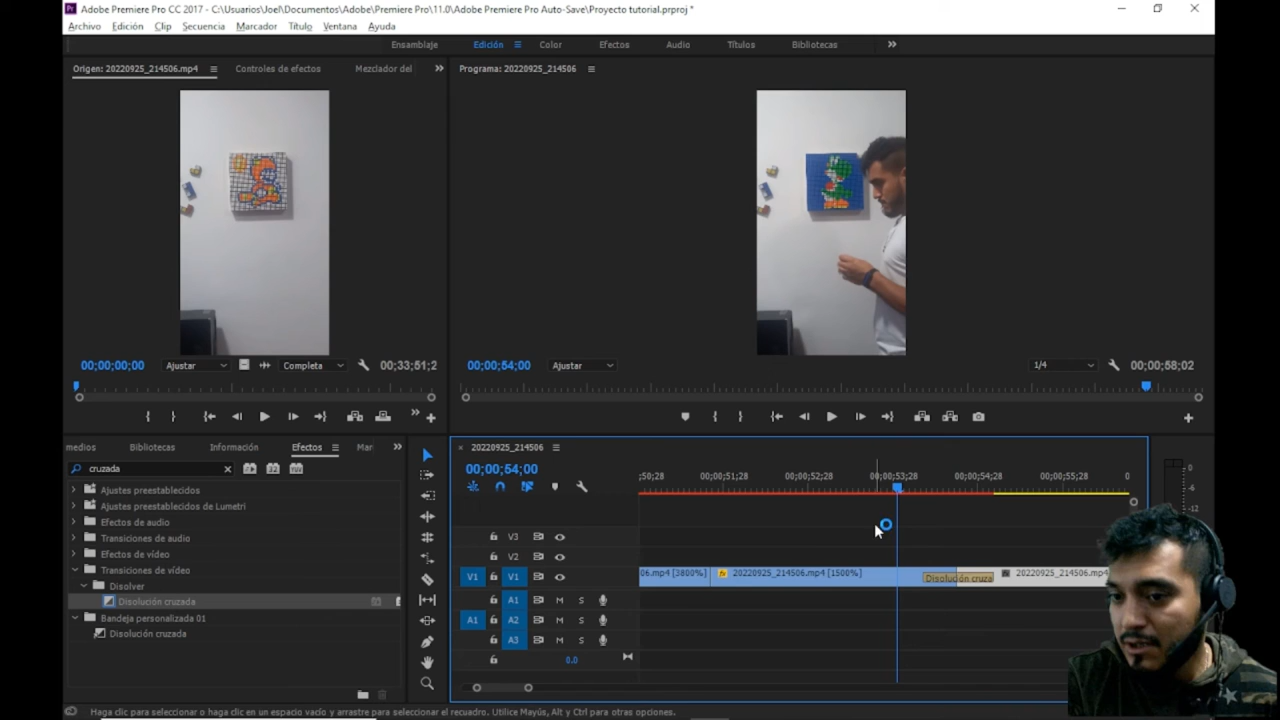 Adobe Premiere Pro CC 2017 - C:\Usuarios\Joel\Documentos\Adobe\Premiere Pro\11.0\Adobe Premiere Pro Auto-Save\Proyecto tutorial.prproj *
Archivo Edición Clip Secuencia Marcador Título Ventana Ayuda
Ensamblaje Edición Color Efectos Audio Títulos Bibliotecas
Origen: 20220925_214506.mp4 Controles de efectos Mezclador del
Programa: 20220925_214506
00;00;00;00 Ajustar Completa 00;33;51;2
00;00;54;00 Ajustar 1/4 00;00;58;02
medios Bibliotecas Información Efectos
cruzada
Ajustes preestablecidos
Ajustes preestablecidos de Lumetri
Efectos de audio
Transiciones de audio
Efectos de vídeo
Transiciones de vídeo
Disolver
Disolución cruzada
Bandeja personalizada 01
Disolución cruzada
20220925_214506
00;00;54;00
;50;28 00;00;51;28 00;00;52;28 00;00;53;28 00;00;54;28 00;00;55;28 0
V3
V2
V1 V1 06.mp4 [3800%] fx 20220925_214506.mp4 [1500%] Disolución cruza 20220925_214506.mp4
A1 M S
A1 A2 M S
A3 M S
0.0
0
-6
-12
Haga clic para seleccionar o haga clic en un espacio vacío y arrastre para seleccionar el recuadro. Utilice Mayús, Alt y Ctrl para otras opciones.